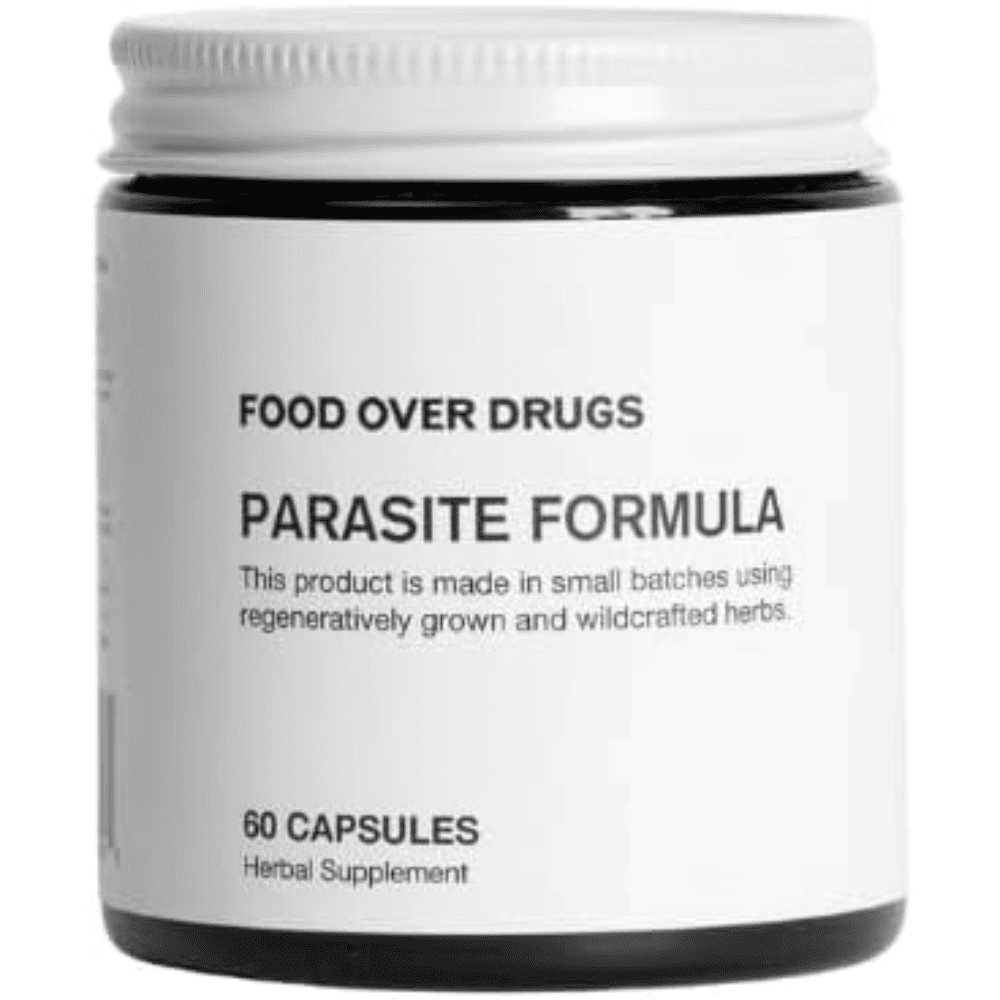 FOOD OVER DRUGS
PARASITE FORMULA
This product is made in small batches using
regeneratively grown and wildcrafted herbs.
60 CAPSULES
Herbal Supplement